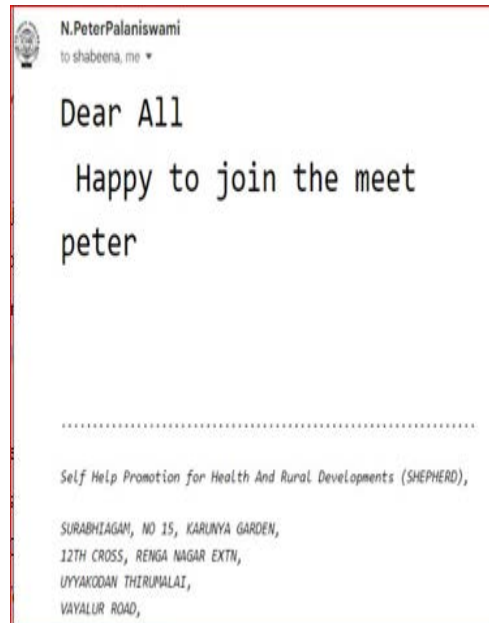 N.PeterPalaniswami
to shabeena, me
Dear All
Happy to join the meet
peter
Self Help Promotion for Health And Rural Developments (SHEPHERD),
SURABHIAGAM, NO 15, KARUNYA GARDEN,
12TH CROSS, RENGA NAGAR EXTN,
UYYAKODAN THIRUMALAI,
VAYALUR ROAD,